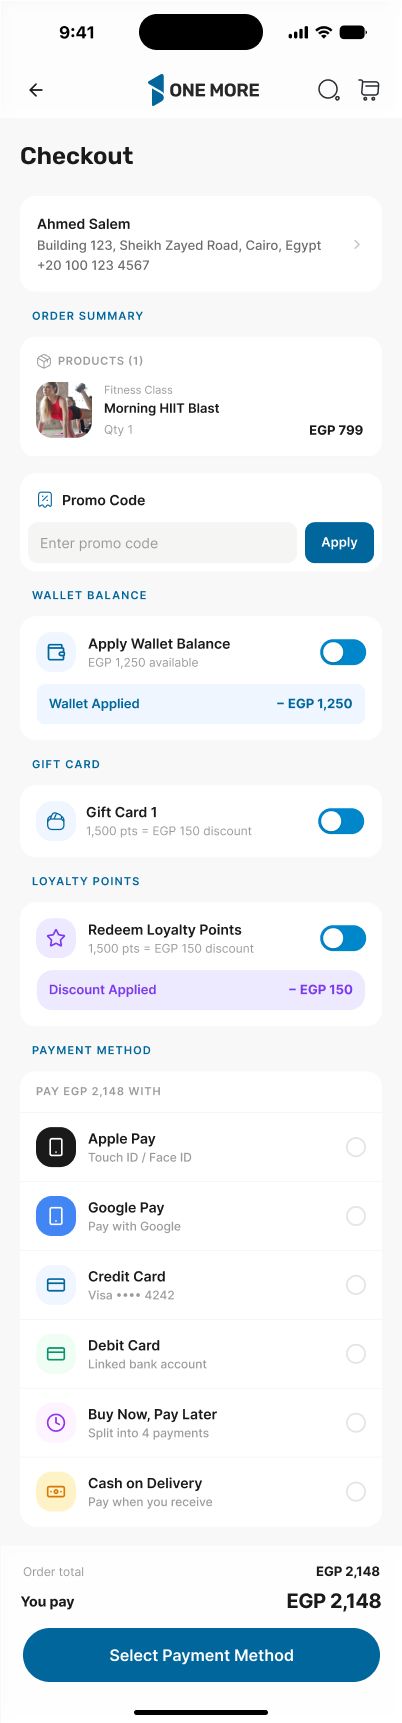 9:41
ONE MORE
Checkout
Ahmed Salem
Building 123, Sheikh Zayed Road, Cairo, Egypt
+20 100 123 4567
ORDER SUMMARY
PRODUCTS (1)
Fitness Class
Morning HIIT Blast
Qty 1 EGP 799
Promo Code
Enter promo code Apply
WALLET BALANCE
Apply Wallet Balance
EGP 1,250 available
Wallet Applied − EGP 1,250
GIFT CARD
Gift Card 1
1,500 pts = EGP 150 discount
LOYALTY POINTS
Redeem Loyalty Points
1,500 pts = EGP 150 discount
Discount Applied − EGP 150
PAYMENT METHOD
PAY EGP 2,148 WITH
Apple Pay
Touch ID / Face ID
Google Pay
Pay with Google
Credit Card
Visa •••• 4242
Debit Card
Linked bank account
Buy Now, Pay Later
Split into 4 payments
Cash on Delivery
Pay when you receive
Order total EGP 2,148
You pay EGP 2,148
Select Payment Method